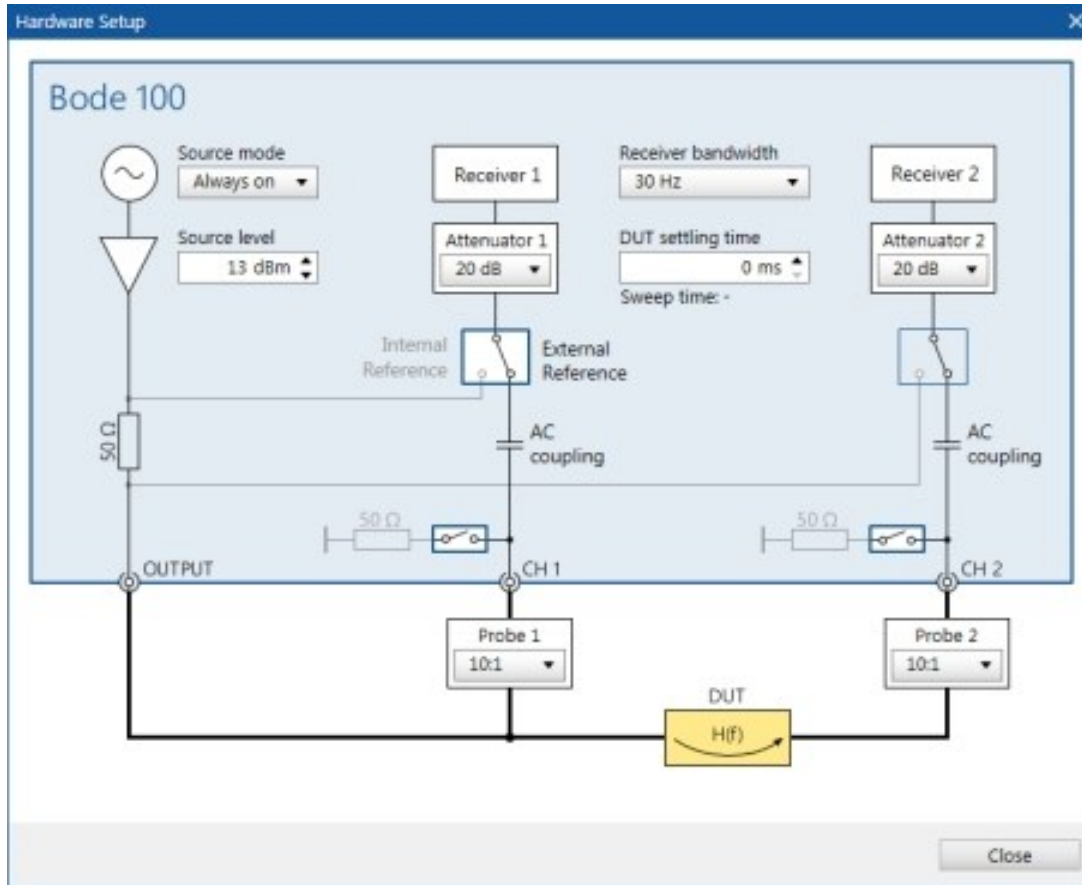 Hardware Setup
Bode 100
Source mode
Always on
Source level
13 dBm
Receiver 1
Attenuator 1
20 dB
Receiver bandwidth
30 Hz
DUT settling time
0 ms
Sweep time: -
Receiver 2
Attenuator 2
20 dB
Internal
Reference
External
Reference
50 Ω
AC
coupling
AC
coupling
50 Ω
50 Ω
OUTPUT
CH 1
CH 2
Probe 1
10:1
Probe 2
10:1
DUT
H(f)
Close